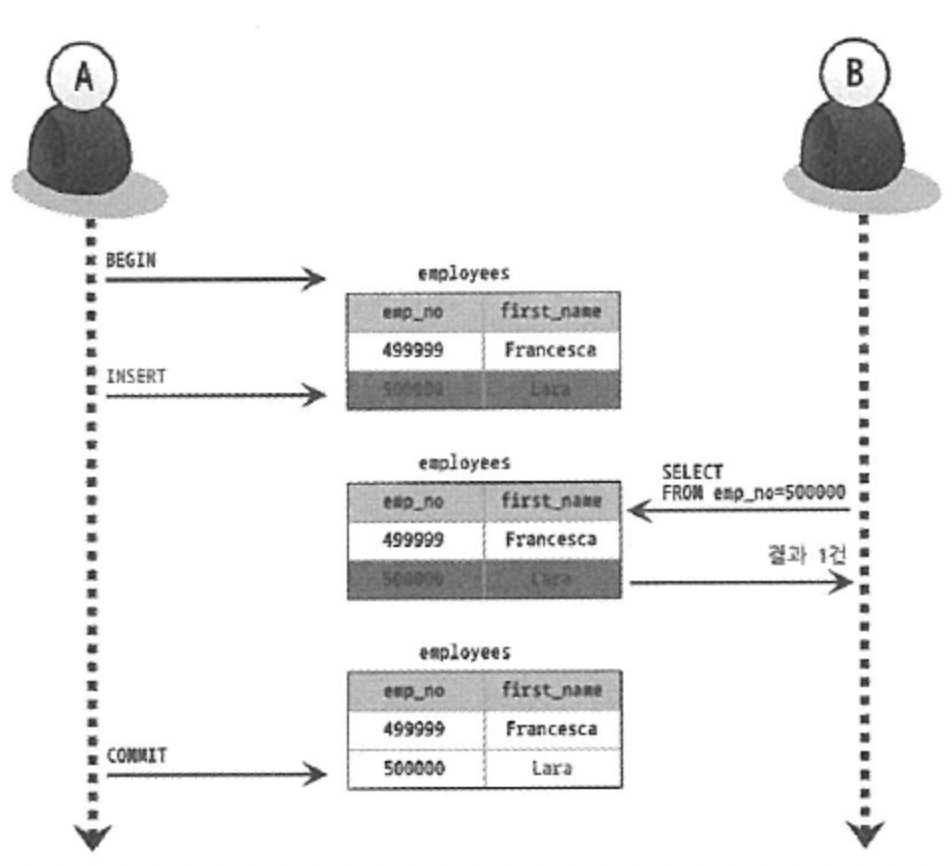 A
B
BEGIN
employees
emp_no first_name
499999 Francesca
INSERT
500000 Lara
employees
SELECT
FROM emp_no=500000
emp_no first_name
499999 Francesca
결과 1건
500000 Lara
employees
emp_no first_name
499999 Francesca
COMMIT
500000 Lara